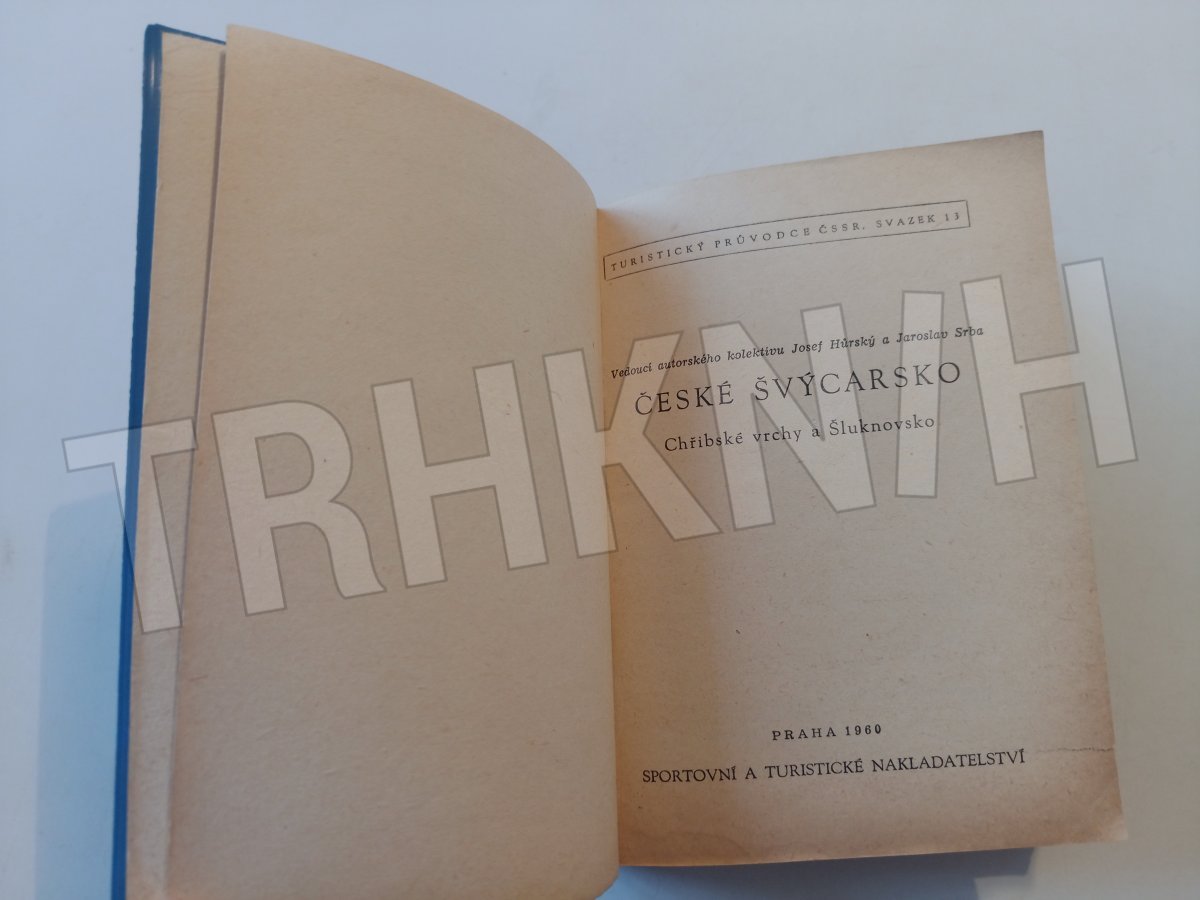 TURISTICKÝ PRŮVODCE ČSSR, SVAZEK 13
Vedoucí autorského kolektivu Josef Hůrský a Jaroslav Srba
ČESKÉ ŠVÝCARSKO
Chřibské vrchy a Šluknovsko
TRHKNIH
PRAHA 1960
SPORTOVNÍ A TURISTICKÉ NAKLADATELSTVÍ